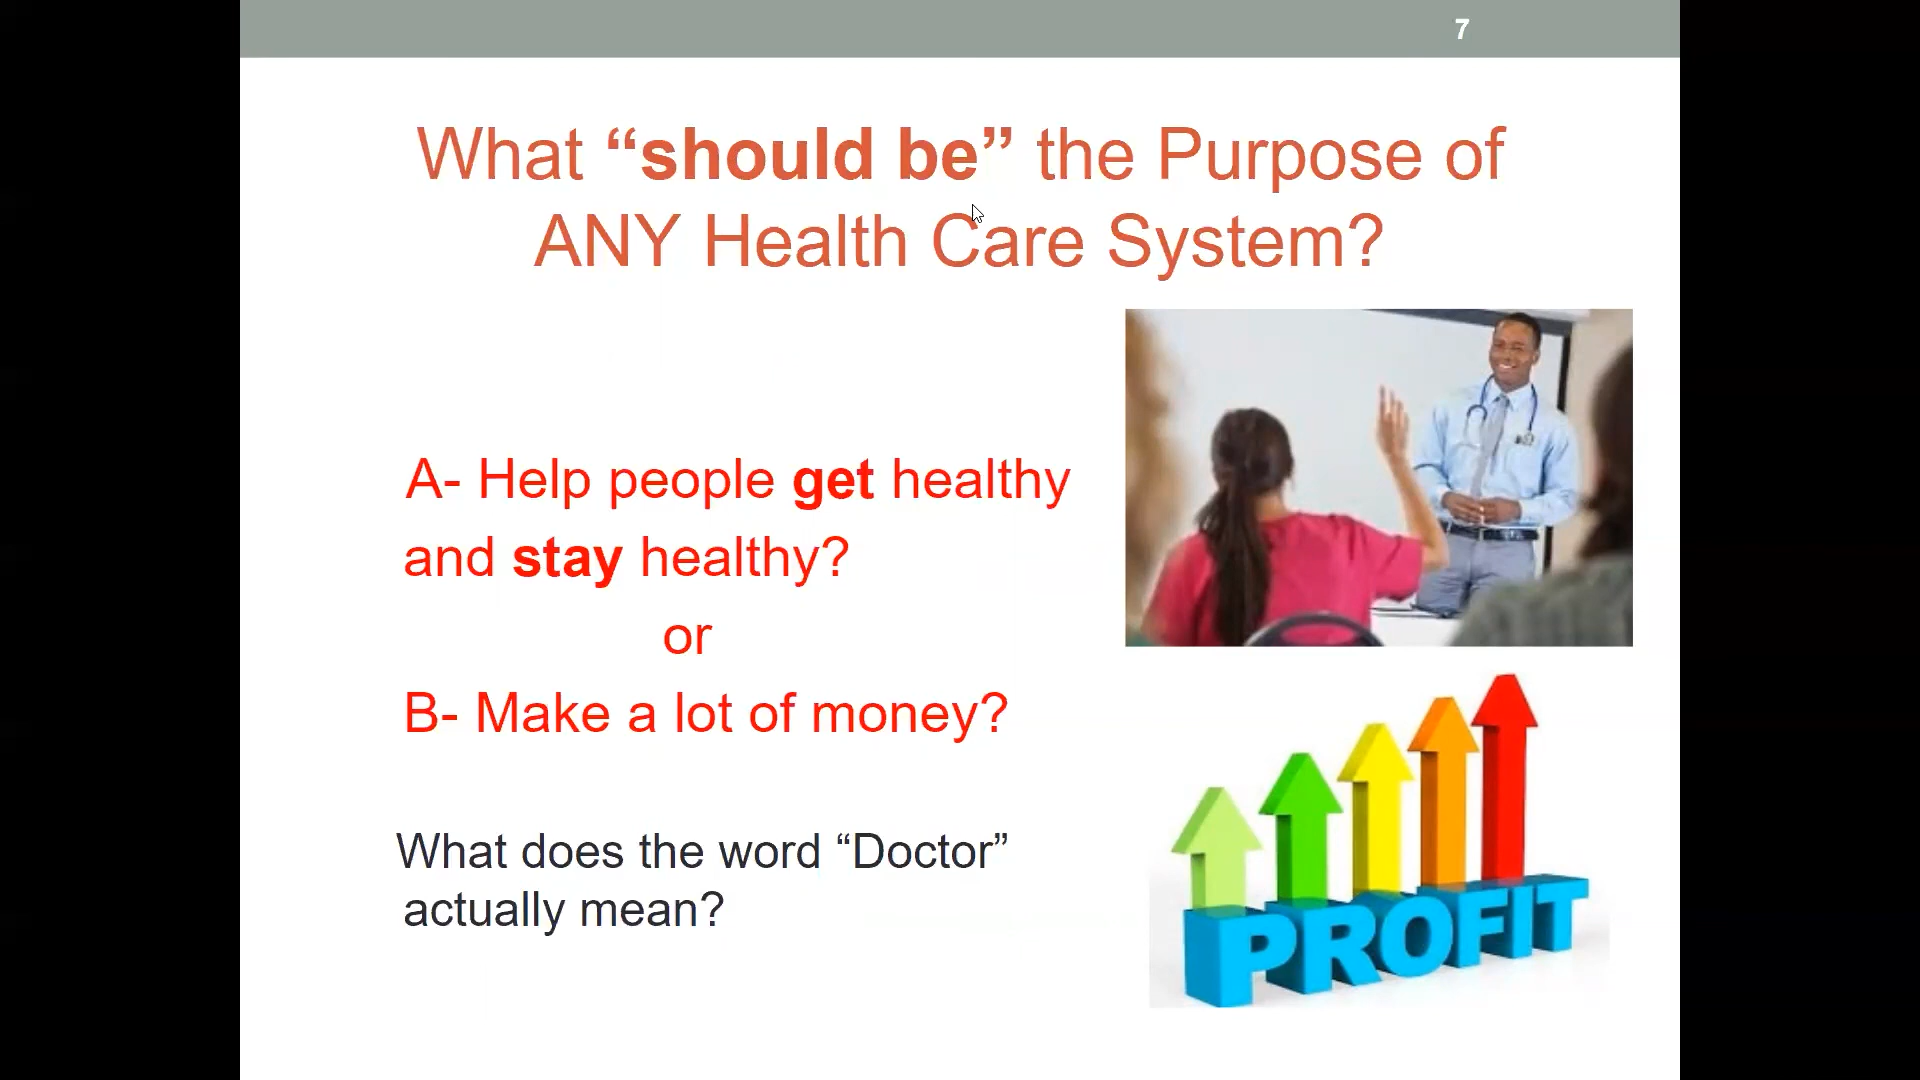 7
What “should be” the Purpose of
ANY Health Care System?
A- Help people get healthy
and stay healthy?
or
B- Make a lot of money?
What does the word “Doctor”
actually mean?
PROFIT